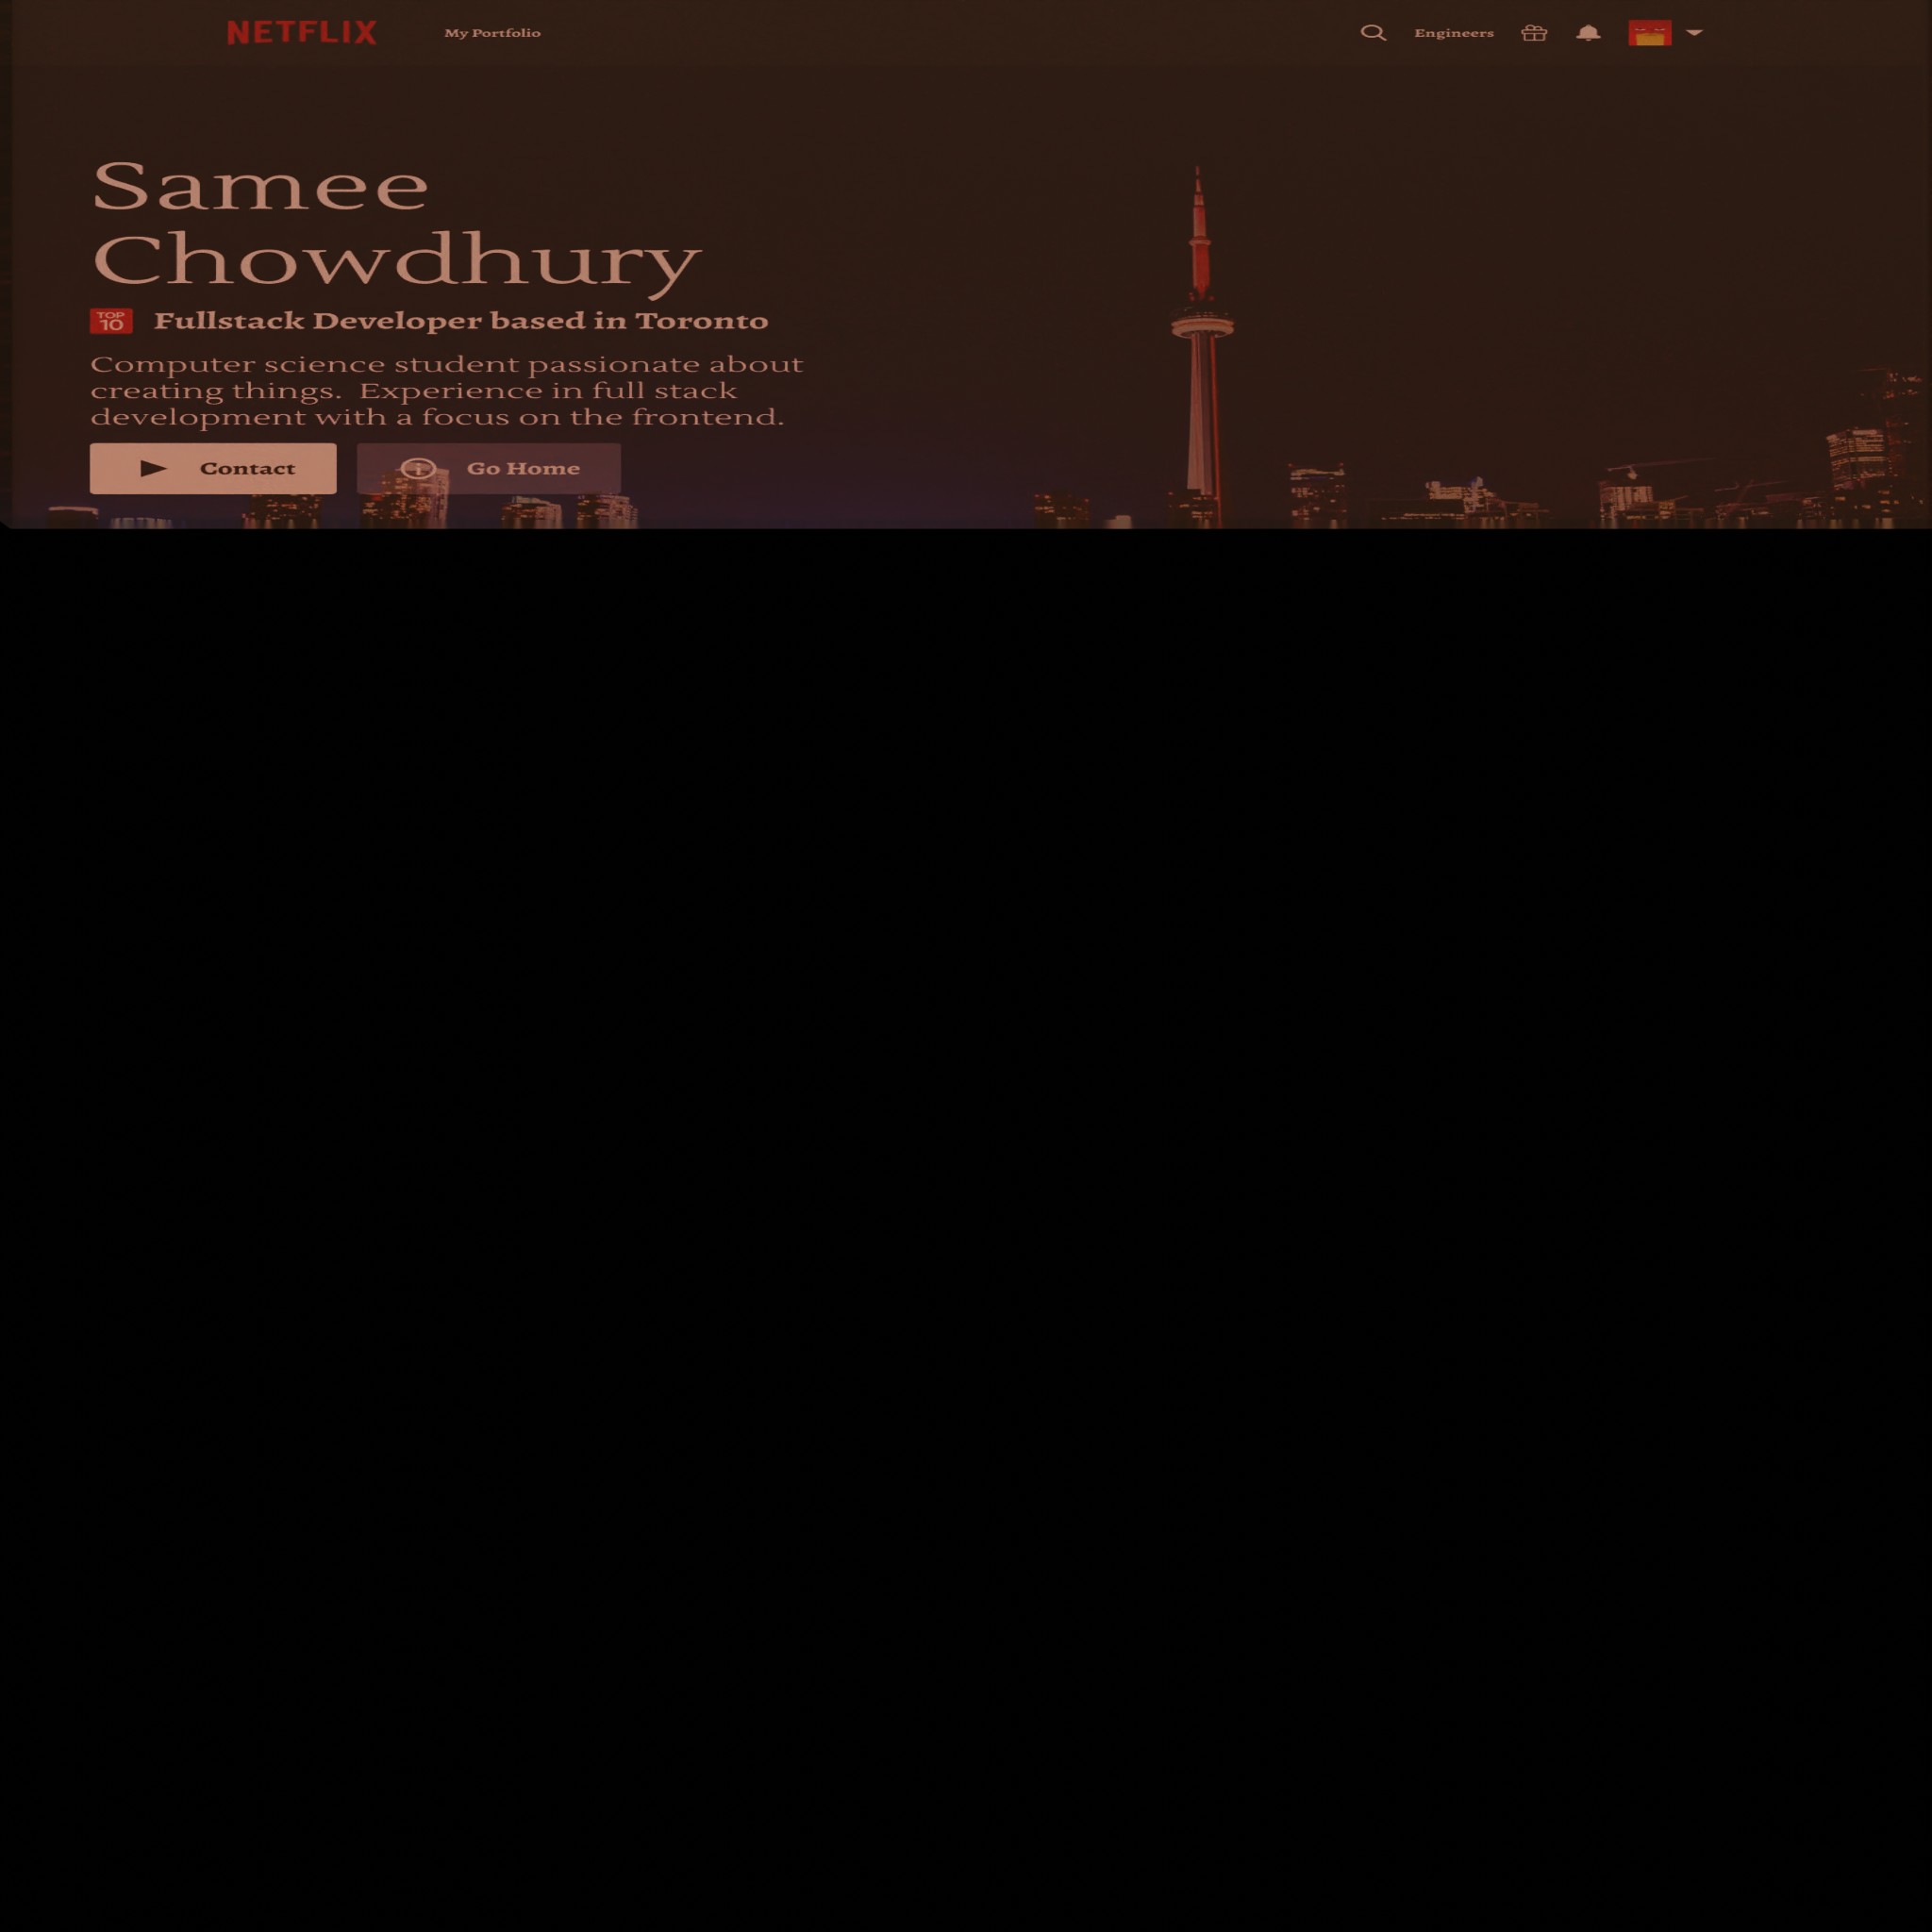 NETFLIX My Portfolio Engineers
Samee
Chowdhury
TOP
10
Fullstack Developer based in Toronto
Computer science student passionate about
creating things. Experience in full stack
development with a focus on the frontend.
Contact Go Home